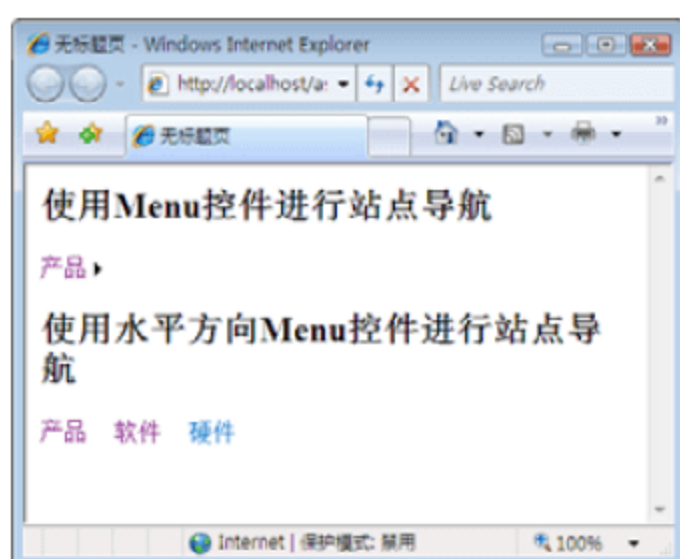 无标题页 - Windows Internet Explorer
http://localhost/a
Live Search
无标题页
使用Menu控件进行站点导航
产品
使用水平方向Menu控件进行站点导
航
产品 软件 硬件
Internet | 保护模式: 禁用
100%